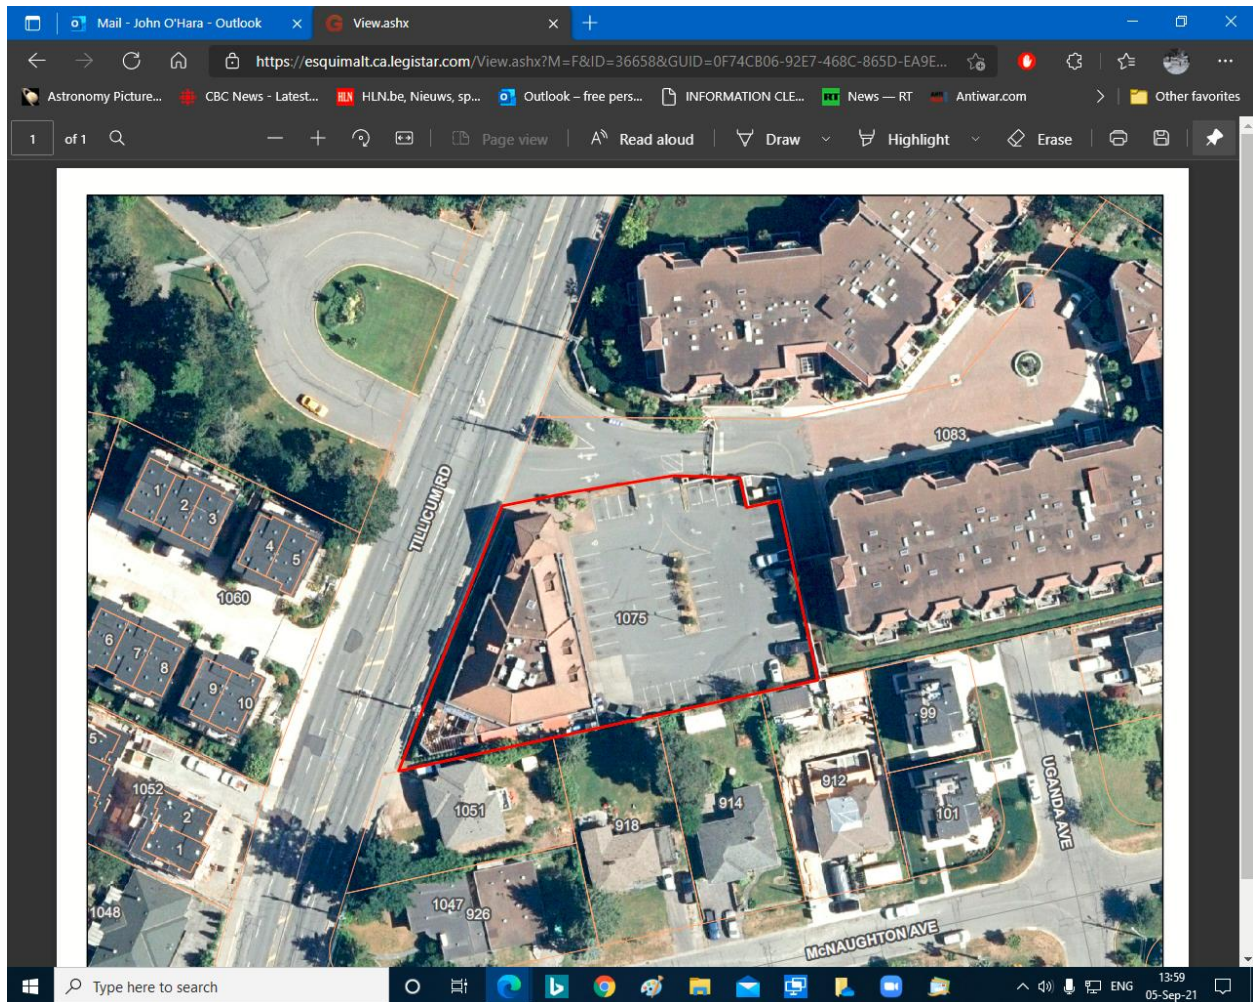 Mail - John O'Hara - Outlook
View.ashx
https://esquimalt.ca.legistar.com/View.ashx?M=F&ID=36658&GUID=0F74CB06-92E7-468C-865D-EA9E...
Astronomy Picture...
CBC News - Latest...
HLN
HLN.be, Nieuws, sp...
Outlook – free pers...
INFORMATION CLE...
RT
News — RT
Antiwar.com
Other favorites
1
of 1
Page view
Read aloud
Draw
Highlight
Erase
1083
TILLICUM RD
1
2
3
4
5
1060
1075
6
7
8
9
10
99
5
1052
2
1
1051
918
914
912
101
UGANDA AVE
1048
1047
926
McNAUGHTON AVE
Type here to search
ENG
13:59
05-Sep-21